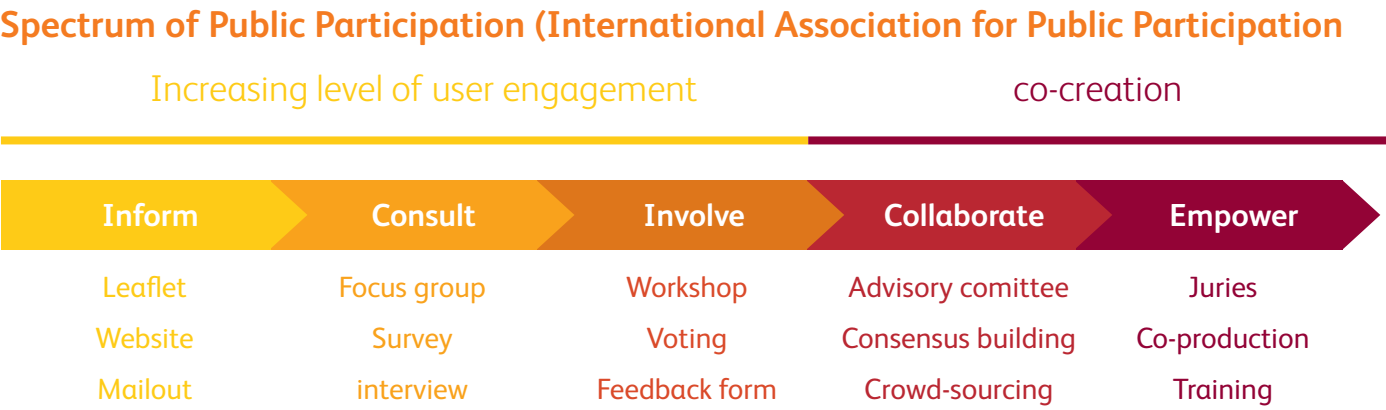 Spectrum of Public Participation (International Association for Public Participation
Increasing level of user engagement co-creation
Inform Consult Involve Collaborate Empower
Leaflet Focus group Workshop Advisory comittee Juries
Website Survey Voting Consensus building Co-production
Mailout interview Feedback form Crowd-sourcing Training